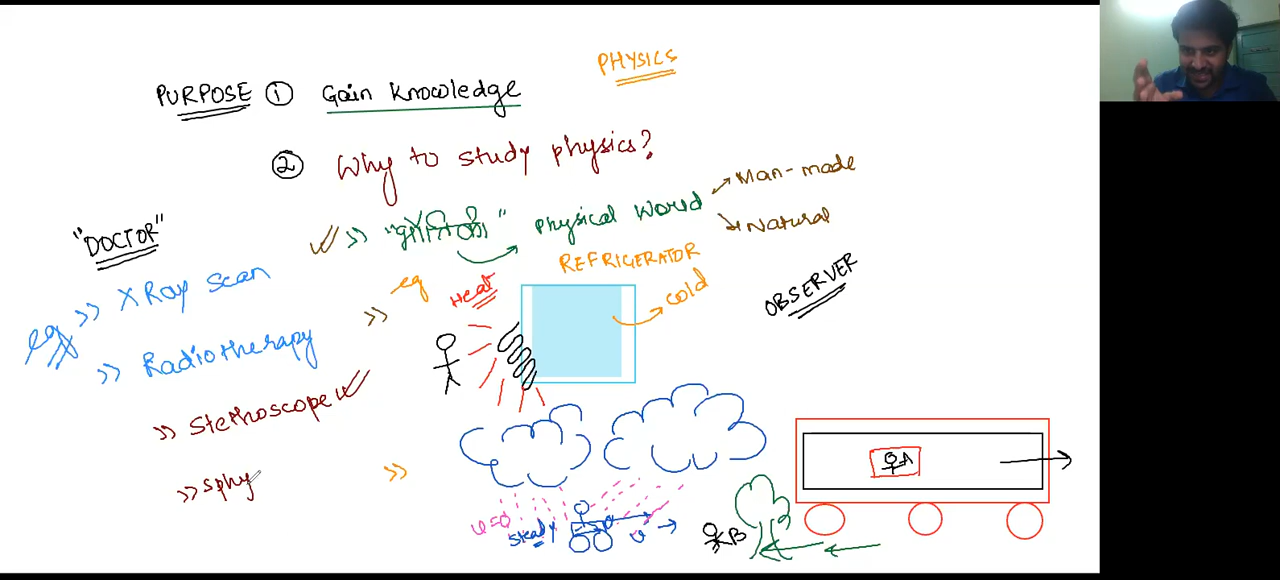 PHYSICS
PURPOSE ① Gain Knowledge
② Why to study physics?
>> " " Physical World
Man-made
Natural
"DOCTOR"
eg >> X Ray Scan
>> Radiotherapy
>> Stethoscope
>> Sphy
>> eg
REFRIGERATOR
Heat
cold
OBSERVER
>>
v=0
steady
v
A
B